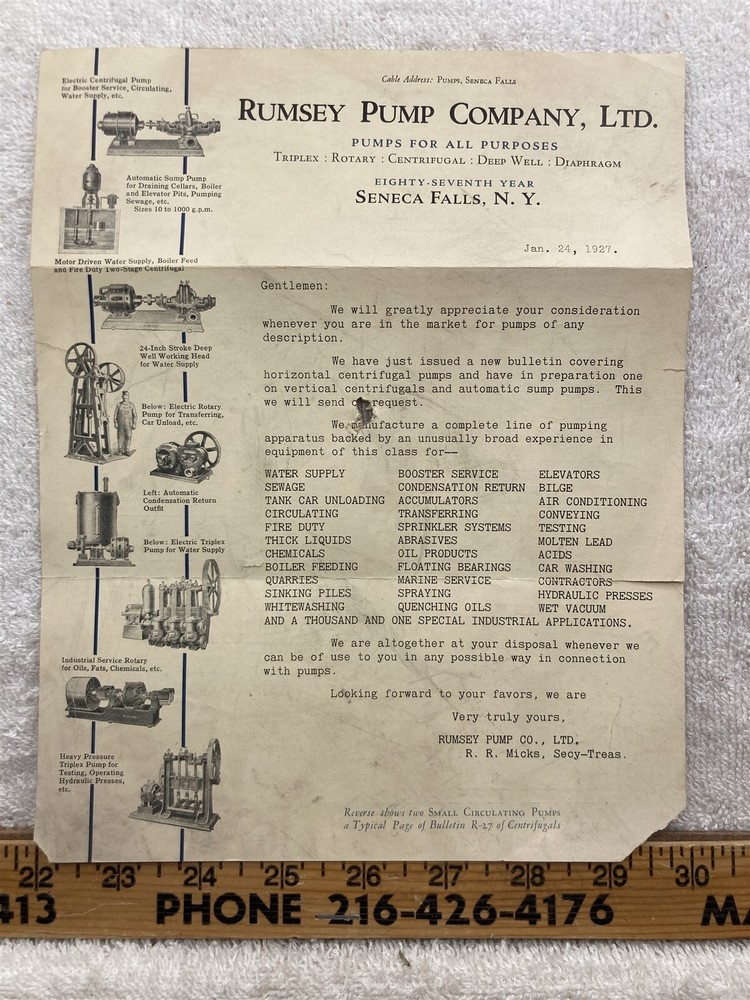 Cable Address: PUMPS, SENECA FALLS
RUMSEY PUMP COMPANY, LTD.
PUMPS FOR ALL PURPOSES
TRIPLEX : ROTARY : CENTRIFUGAL : DEEP WELL : DIAPHRAGM
EIGHTY-SEVENTH YEAR
SENECA FALLS, N. Y.
Electric Centrifugal Pump
for Booster Service, Circulating,
Water Supply, etc.
Automatic Sump Pump
for Draining Cellars, Boiler
and Elevator Pits, Pumping
Sewage, etc.
Sizes 10 to 1000 g.p.m.
Motor Driven Water Supply, Boiler Feed
and Fire Duty Two-Stage Centrifugal
24-Inch Stroke Deep
Well Working Head
for Water Supply
Below: Electric Rotary
Pump for Transferring,
Car Unload, etc.
Left: Automatic
Condensation Return
Outfit
Below: Electric Triplex
Pump for Water Supply
Industrial Service Rotary
for Oils, Fats, Chemicals, etc.
Heavy Pressure
Triplex Pump for
Testing, Operating
Hydraulic Presses,
etc.
Jan. 24, 1927.
Gentlemen:
We will greatly appreciate your consideration
whenever you are in the market for pumps of any
description.
We have just issued a new bulletin covering
horizontal centrifugal pumps and have in preparation one
on vertical centrifugals and automatic sump pumps. This
we will send on request.
We manufacture a complete line of pumping
apparatus backed by an unusually broad experience in
equipment of this class for--
WATER SUPPLY BOOSTER SERVICE ELEVATORS
SEWAGE CONDENSATION RETURN BILGE
TANK CAR UNLOADING ACCUMULATORS AIR CONDITIONING
CIRCULATING TRANSFERRING CONVEYING
FIRE DUTY SPRINKLER SYSTEMS TESTING
THICK LIQUIDS ABRASIVES MOLTEN LEAD
CHEMICALS OIL PRODUCTS ACIDS
BOILER FEEDING FLOATING BEARINGS CAR WASHING
QUARRIES MARINE SERVICE CONTRACTORS
SINKING PILES SPRAYING HYDRAULIC PRESSES
WHITEWASHING QUENCHING OILS WET VACUUM
AND A THOUSAND AND ONE SPECIAL INDUSTRIAL APPLICATIONS.
We are altogether at your disposal whenever we
can be of use to you in any possible way in connection
with pumps.
Looking forward to your favors, we are
Very truly yours,
RUMSEY PUMP CO., LTD.
R. R. Micks, Secy-Treas.
Reverse shows two SMALL CIRCULATING PUMPS
a Typical Page of Bulletin R-27 of Centrifugals
22 23 24 25 26 27 28 29 30
413 PHONE 216-426-4176 MA